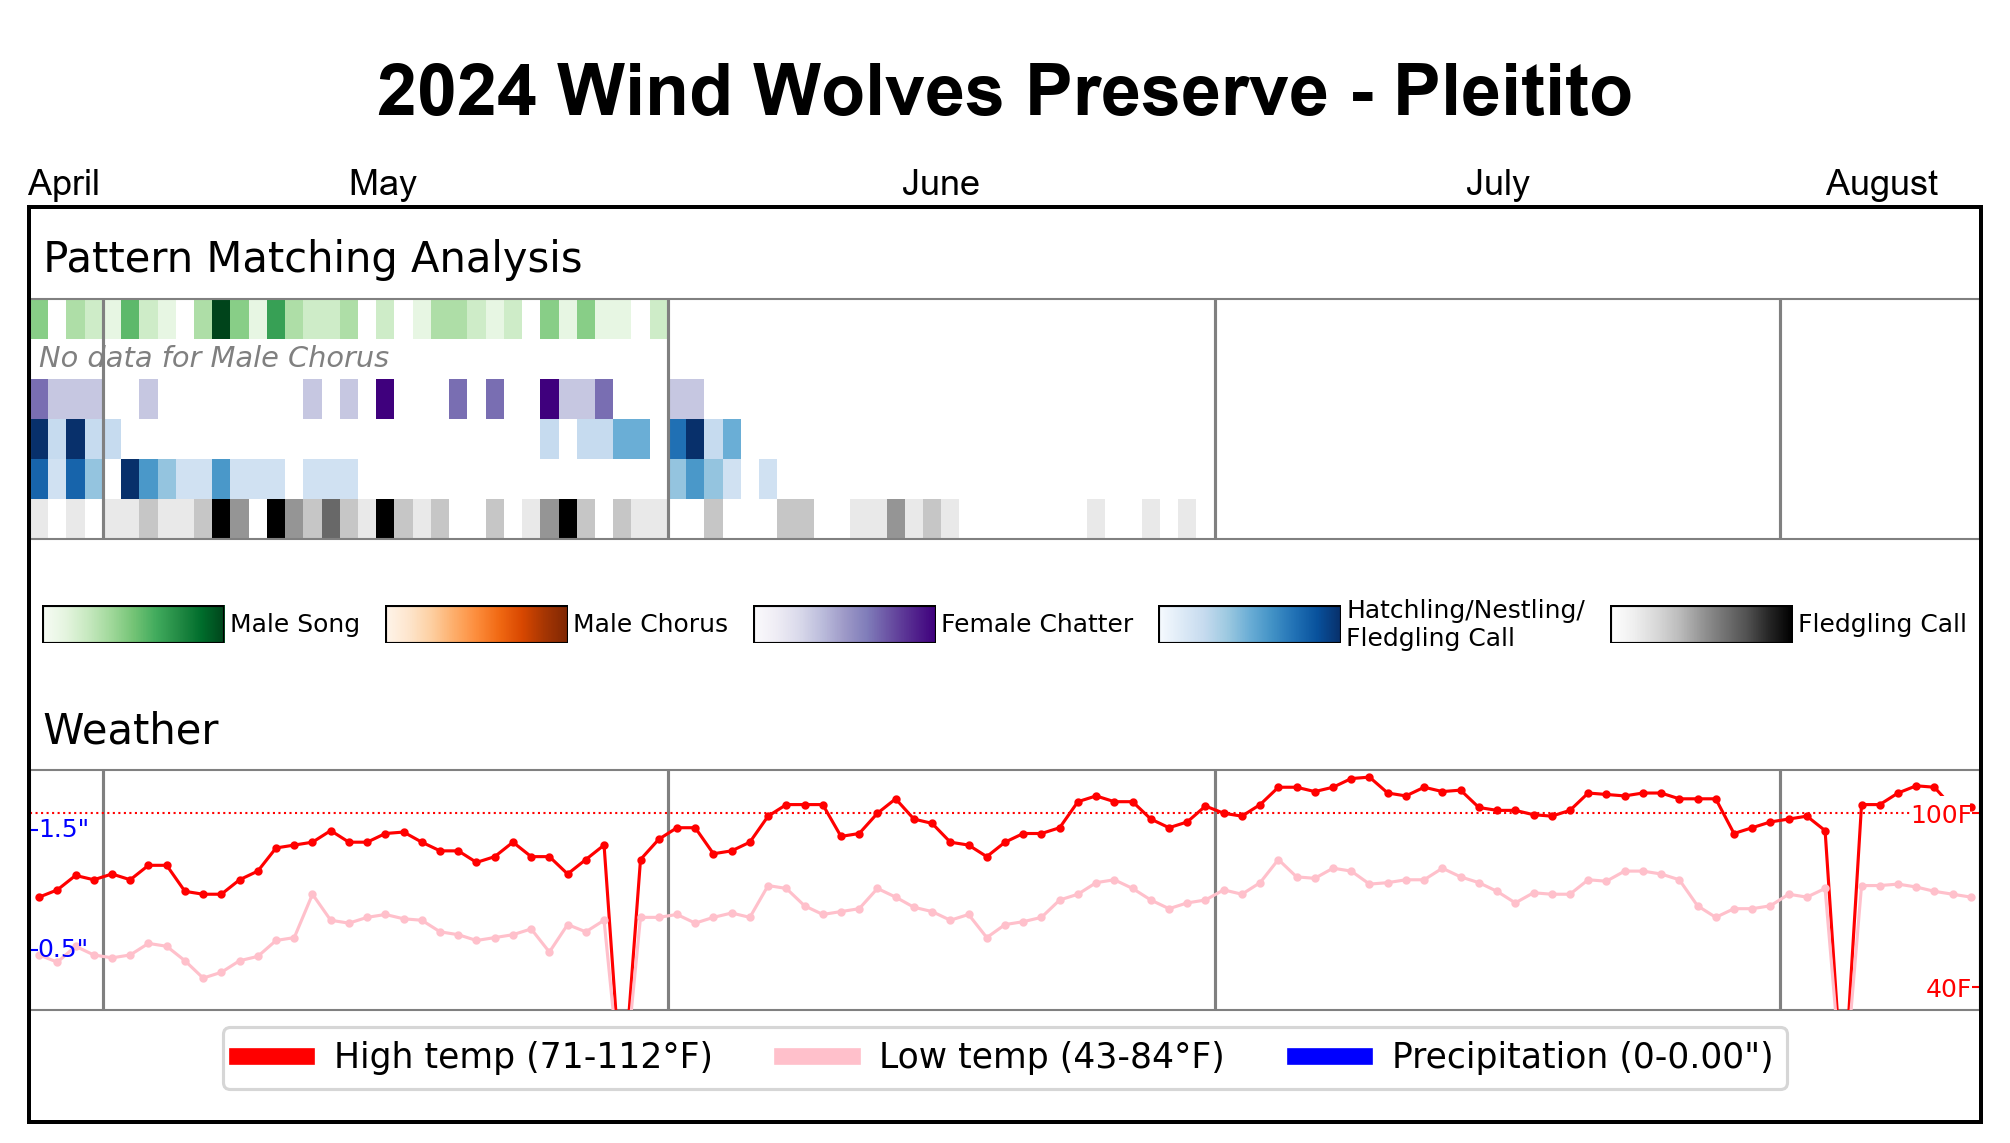 2024 Wind Wolves Preserve - Pleitito
April May June July August
Pattern Matching Analysis
No data for Male Chorus
Male Song Male Chorus Female Chatter Hatchling/Nestling/
Fledgling Call Fledgling Call
Weather
1.5" 100F
0.5" 40F
High temp (71-112°F) Low temp (43-84°F) Precipitation (0-0.00")